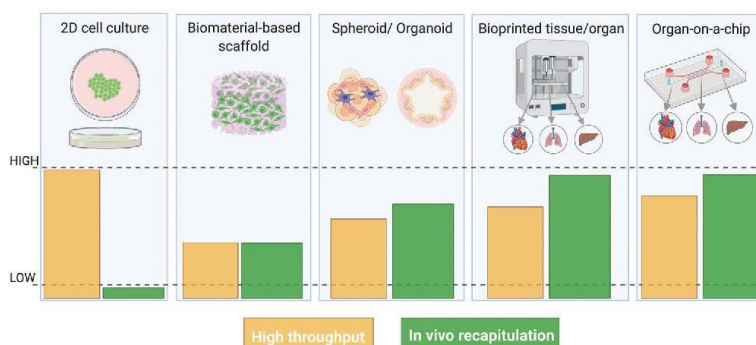 2D cell culture
Biomaterial-based
scaffold
Spheroid/ Organoid
Bioprinted tissue/organ
Organ-on-a-chip
HIGH
LOW
High throughput
In vivo recapitulation